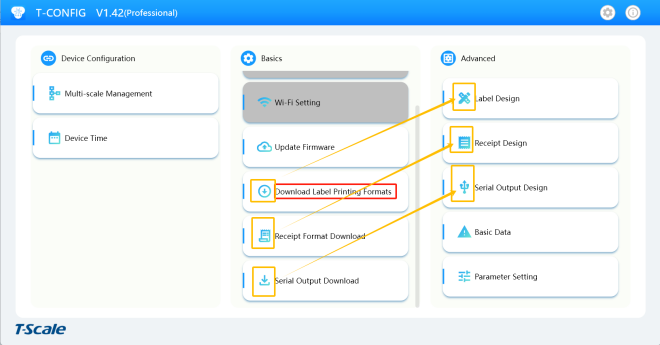 T-CONFIG V1.42(Professional)
Device Configuration
Multi-scale Management
Device Time
Basics
Wi-Fi Setting
Update Firmware
Download Label Printing Formats
Receipt Format Download
Serial Output Download
Advanced
Label Design
Receipt Design
Serial Output Design
Basic Data
Parameter Setting
T-Scale